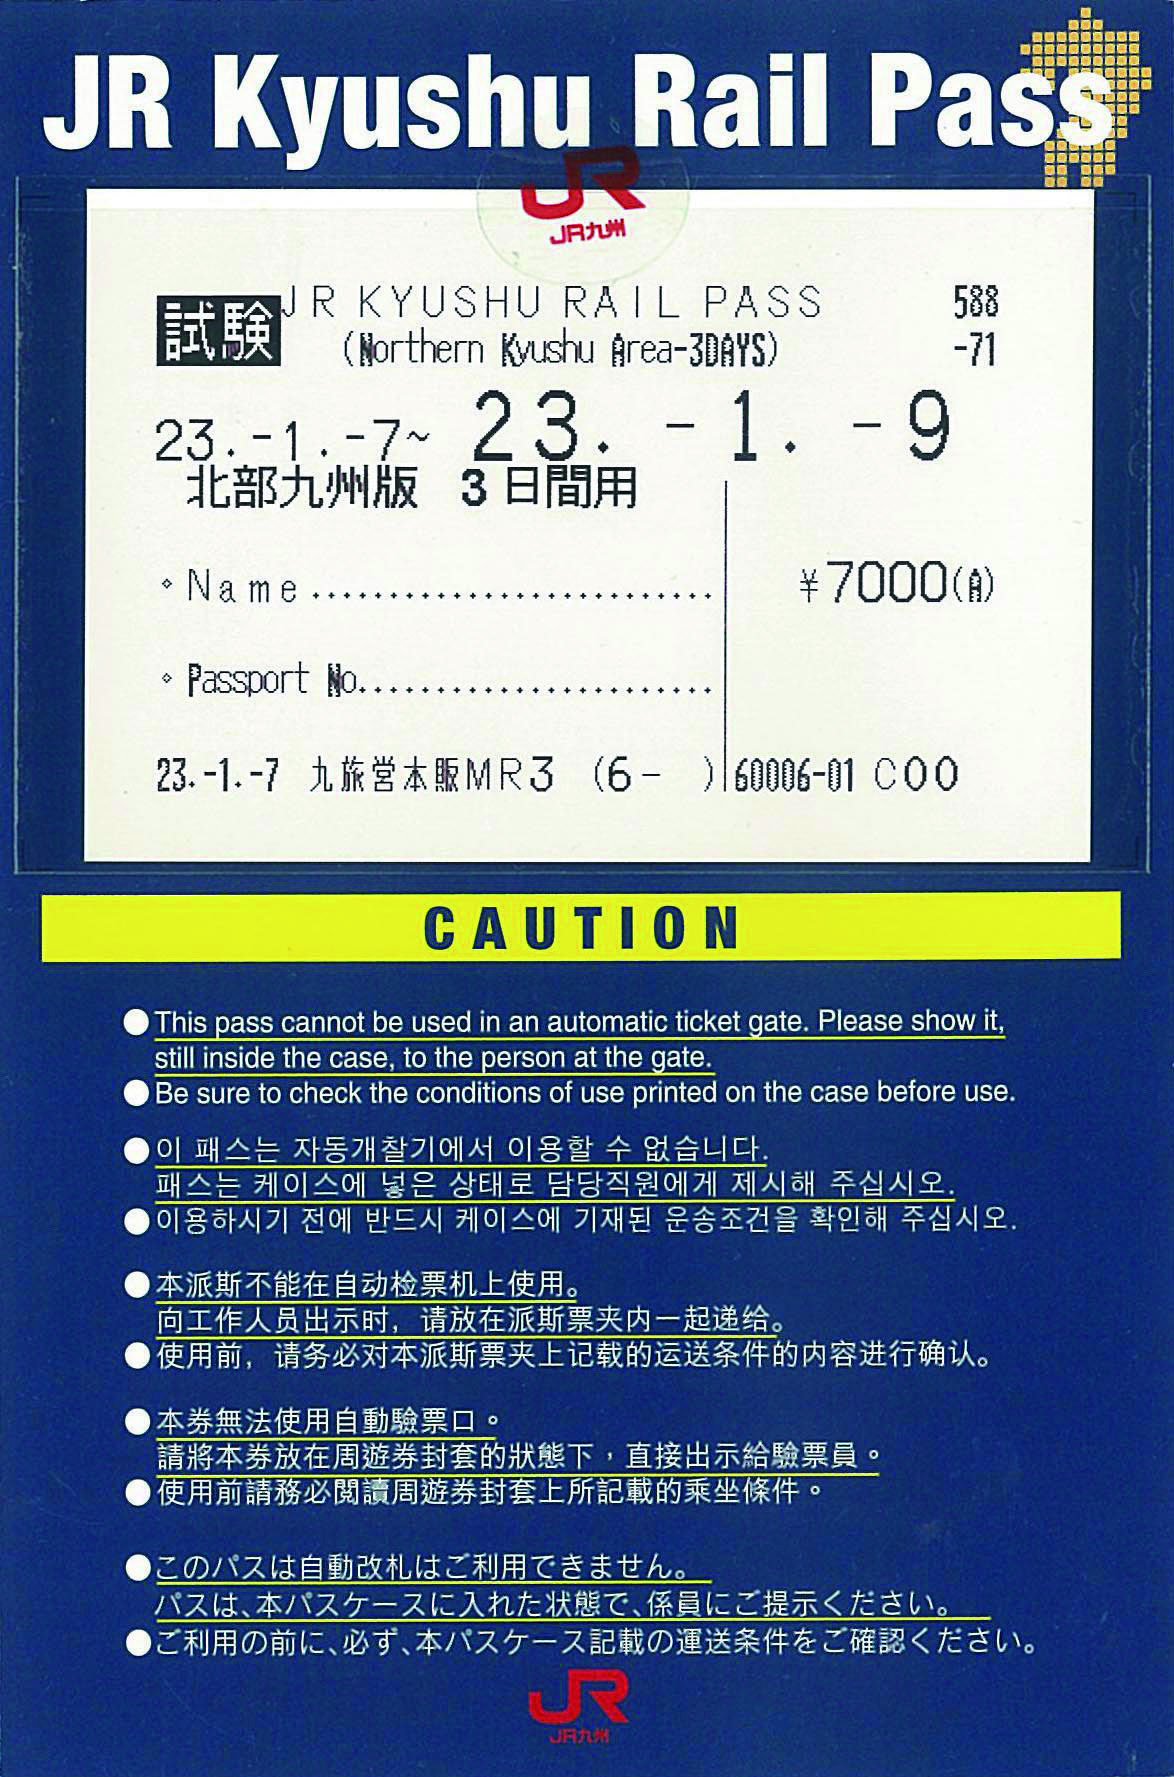 JR Kyushu Rail Pass
JR
JR九州
試験 JR KYUSHU RAIL PASS 588
(Northern Kyushu Area-3DAYS) -71
23.-1.-7~ 23.-1.-9
北部九州版 3日間用
◦Name..........................
¥7000(A)
◦Passport No.......................
23.-1.-7 九旅営本販MR3 (6- ) 60006-01 C00
CAUTION
●This pass cannot be used in an automatic ticket gate. Please show it,
still inside the case, to the person at the gate.
●Be sure to check the conditions of use printed on the case before use.
●이 패스는 자동개찰기에서 이용할 수 없습니다.
패스는 케이스에 넣은 상태로 담당직원에게 제시해 주십시오.
●이용하시기 전에 반드시 케이스에 기재된 운송조건을 확인해 주십시오.
●本派斯不能在自动检票机上使用。
向工作人员出示时，请放在派斯票夹内一起递给。
●使用前，请务必对本派斯票夹上记载的运送条件的内容进行确认。
●本券無法使用自動驗票口。
請將本券放在周遊券封套的狀態下，直接出示給驗票員。
●使用前請務必閱讀周遊券封套上所記載的乘坐條件。
●このパスは自動改札はご利用できません。
パスは、本パスケースに入れた状態で、係員にご提示ください。
●ご利用の前に、必ず、本パスケース記載の運送条件をご確認ください。
JR
JR九州